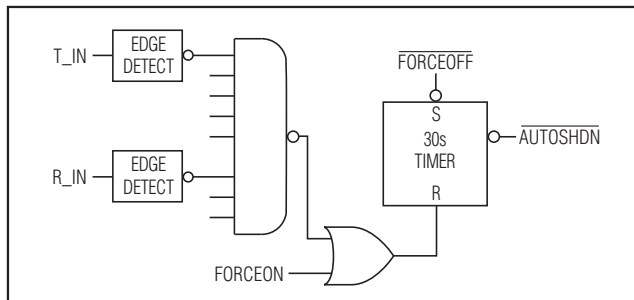 T_IN
EDGE
DETECT
R_IN
EDGE
DETECT
FORCEON
FORCEOFF
S
30s
TIMER
R
AUTOSHDN